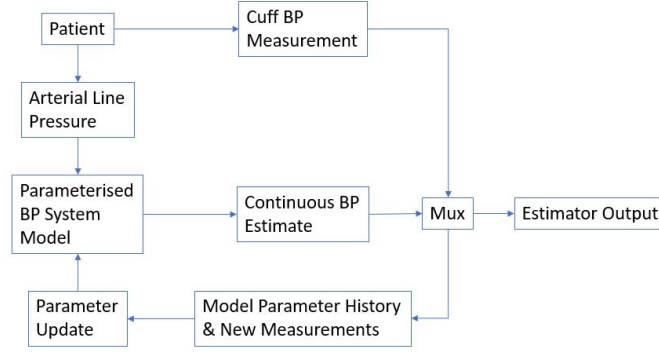 Patient
Cuff BP
Measurement
Arterial Line
Pressure
Parameterised
BP System
Model
Continuous BP
Estimate
Mux
Estimator Output
Parameter
Update
Model Parameter History
& New Measurements